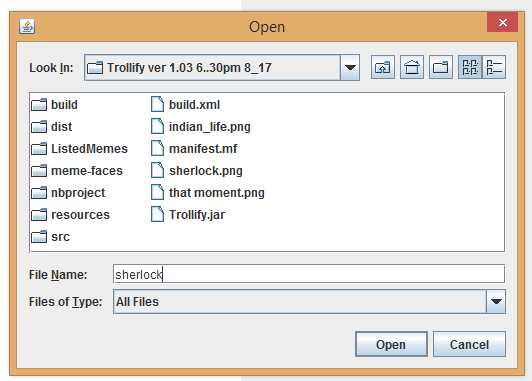 Open
Look In: Trollify ver 1.03 6..30pm 8_17
build build.xml
dist indian_life.png
ListedMemes manifest.mf
meme-faces sherlock.png
nbproject that moment.png
resources Trollify.jar
src
File Name: sherlock
Files of Type: All Files
Open Cancel